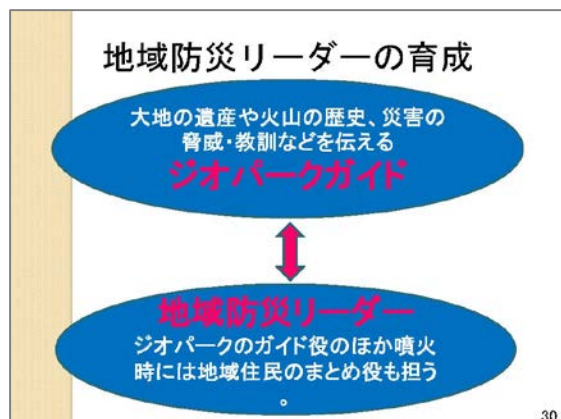 地域防災リーダーの育成
大地の遺産や火山の歴史、災害の
脅威・教訓などを伝える
ジオパークガイド
地域防災リーダー
ジオパークのガイド役のほか噴火
時には地域住民のまとめ役も担う
。
30